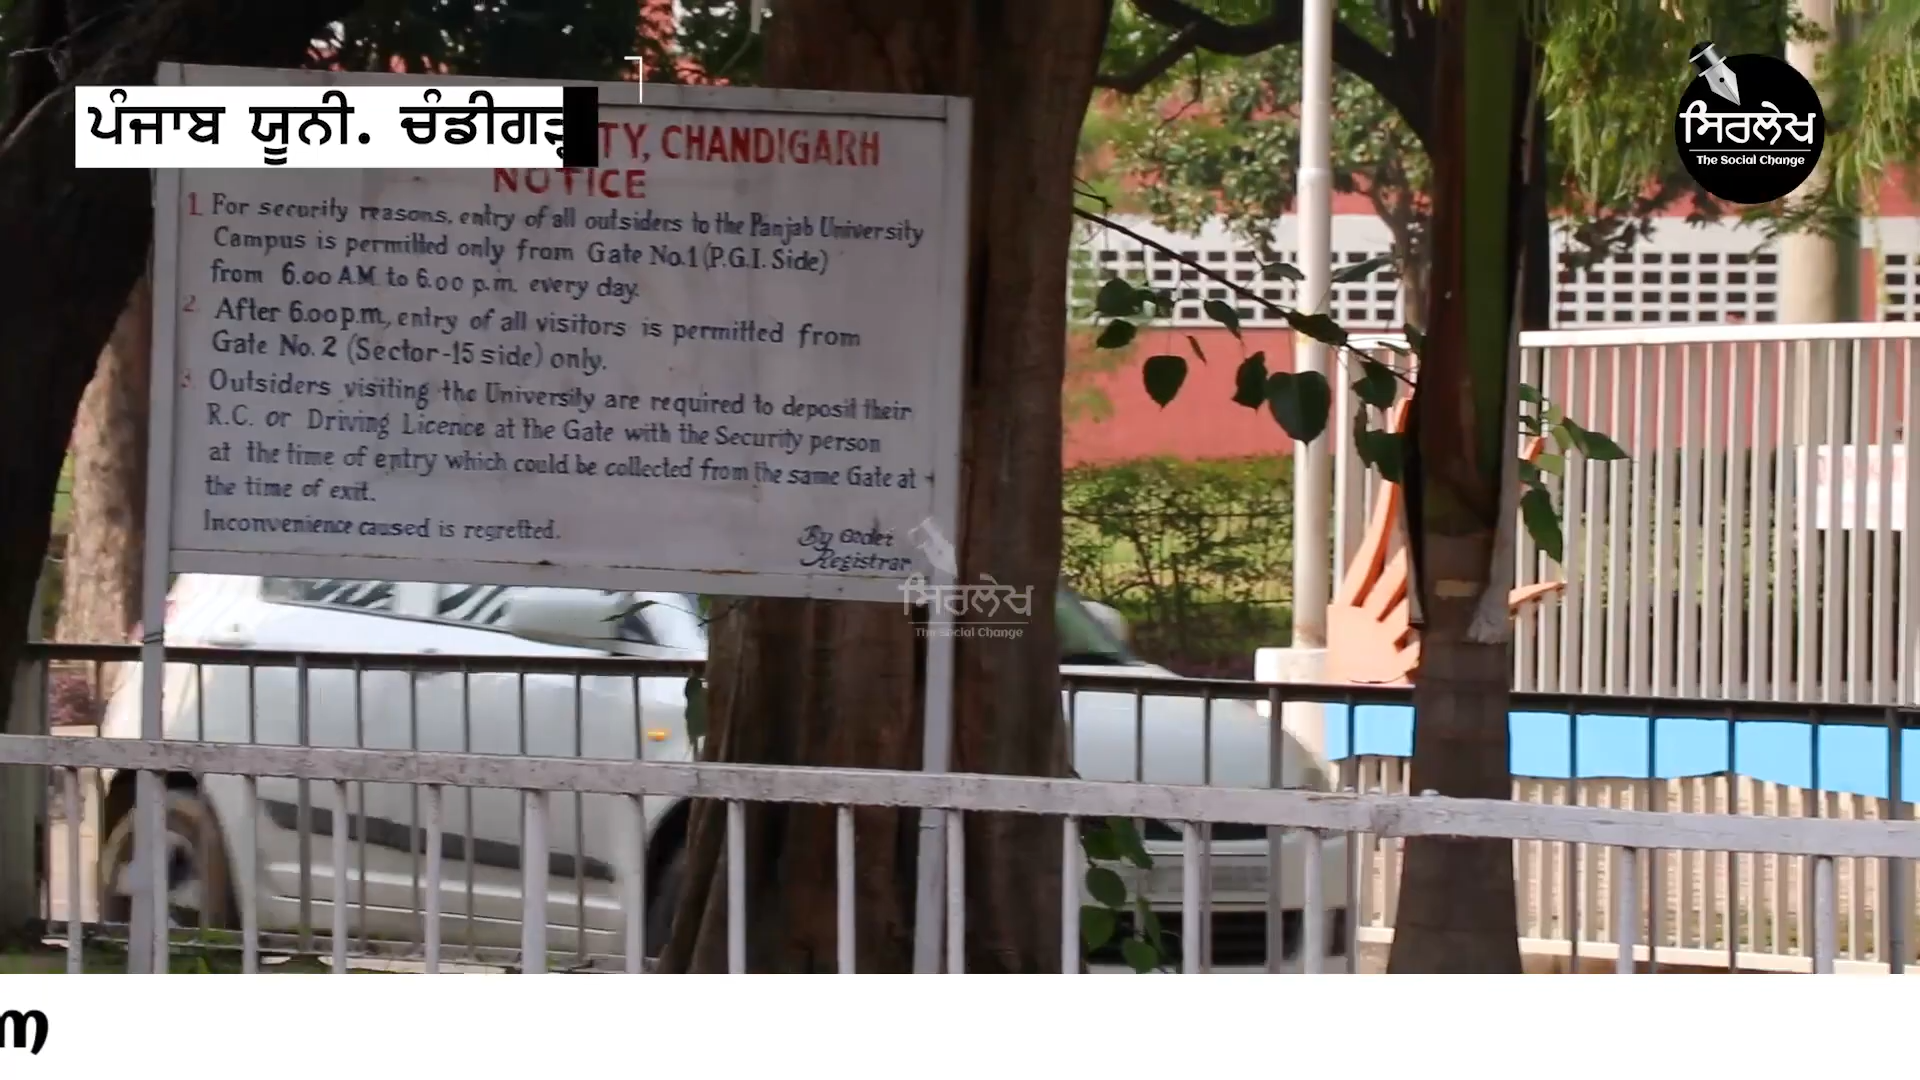 ਪੰਜਾਬ ਯੂਨੀ. ਚੰਡੀਗੜ੍ਹ
TY, CHANDIGARH
NOTICE
1. For security reasons, entry of all outsiders to the Panjab University
Campus is permitted only from Gate No.1 (P.G.I. Side)
from 6.00 A.M. to 6.00 p.m. every day.
2. After 6.00 p.m., entry of all visitors is permitted from
Gate No. 2 (Sector-15 side) only.
3. Outsiders visiting the University are required to deposit their
R.C. or Driving Licence at the Gate with the Security person
at the time of entry which could be collected from the same Gate at
the time of exit.
Inconvenience caused is regretted.
By order
Registrar
ਸਿਰਲੇਖ
The Social Change
ਸਿਰਲੇਖ
The Social Change